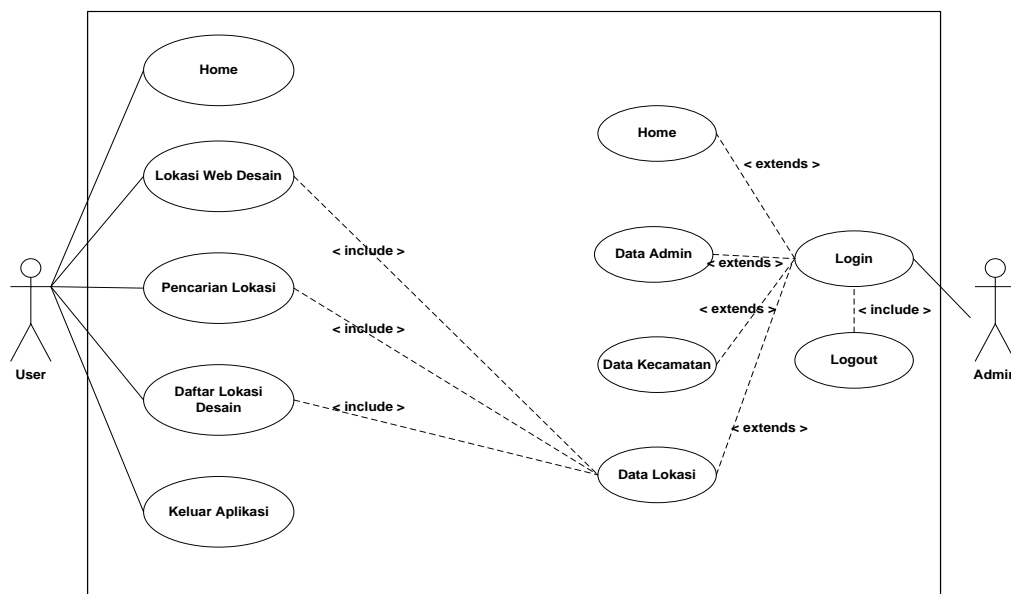 Home
Lokasi Web Desain
Pencarian Lokasi
Daftar Lokasi
Desain
Keluar Aplikasi
User
< include >
< include >
< include >
Home
Data Admin
Data Kecamatan
Data Lokasi
< extends >
< extends >
< extends >
< extends >
Login
< include >
Logout
Admin